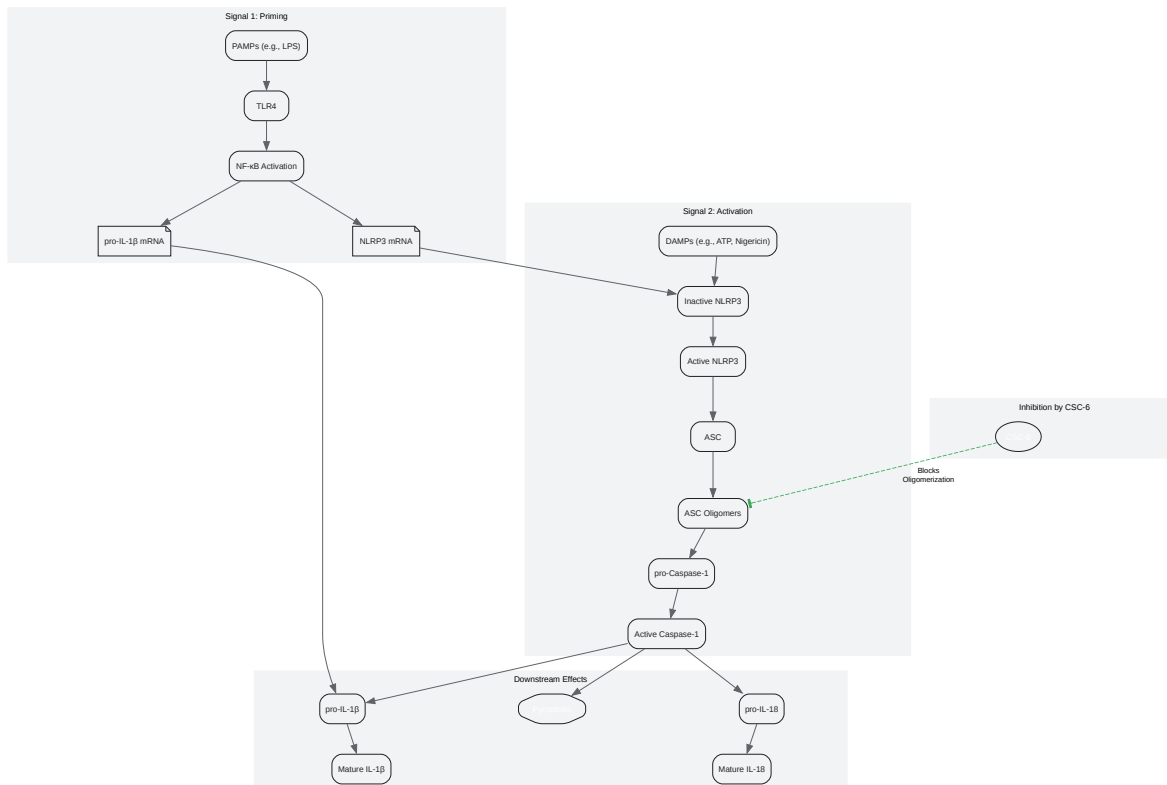 Signal 1: Priming
PAMPs (e.g., LPS)
TLR4
NF-κB Activation
pro-IL-1β mRNA
NLRP3 mRNA
Signal 2: Activation
DAMPs (e.g., ATP, Nigericin)
Inactive NLRP3
Active NLRP3
ASC
ASC Oligomers
pro-Caspase-1
Active Caspase-1
Inhibition by CSC-6
Blocks
Oligomerization
Downstream Effects
pro-IL-1β
pro-IL-18
Mature IL-1β
Mature IL-18